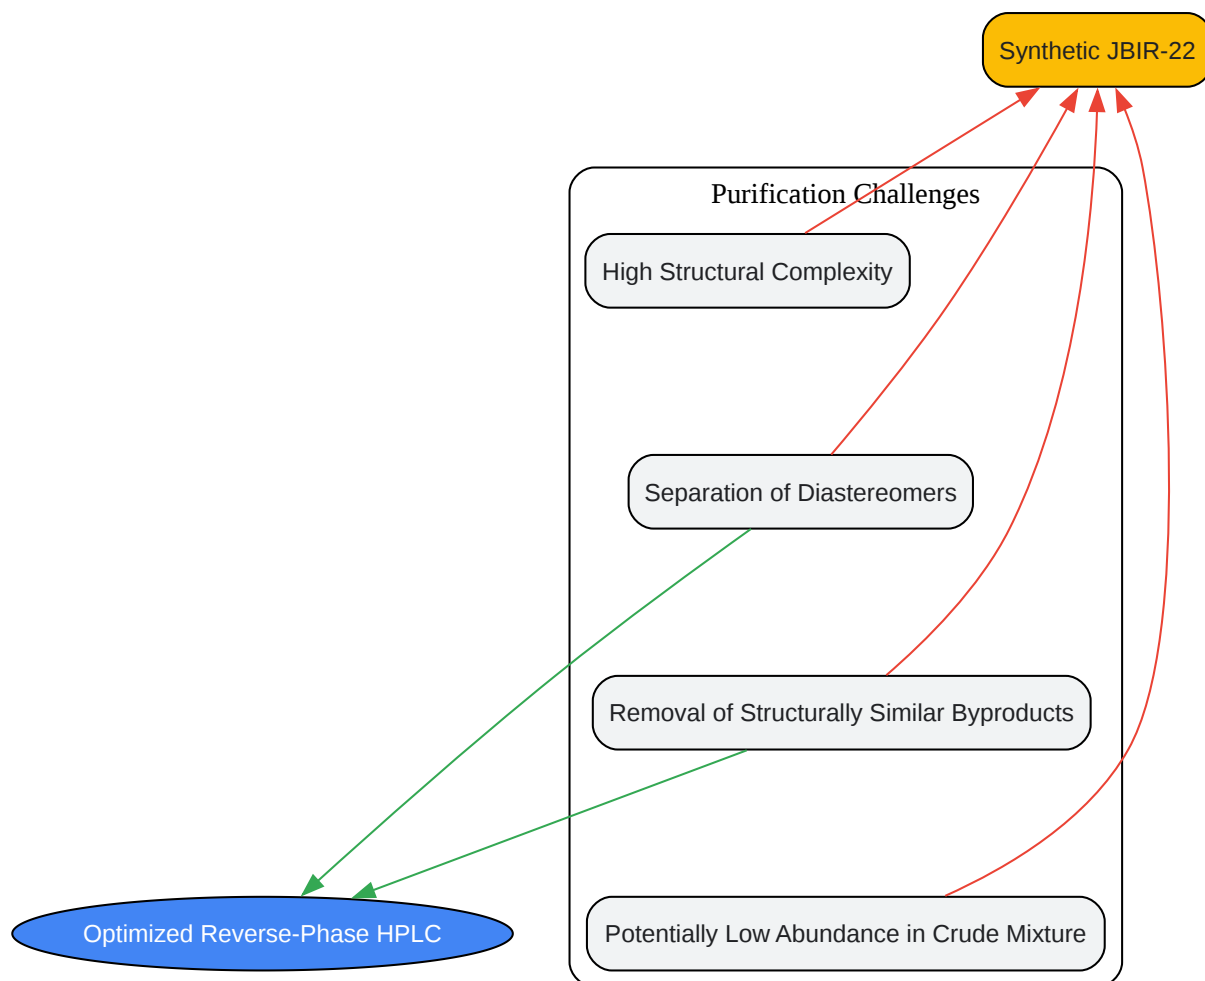 Synthetic JBIR-22
Purification Challenges
High Structural Complexity
Separation of Diastereomers
Removal of Structurally Similar Byproducts
Optimized Reverse-Phase HPLC
Potentially Low Abundance in Crude Mixture